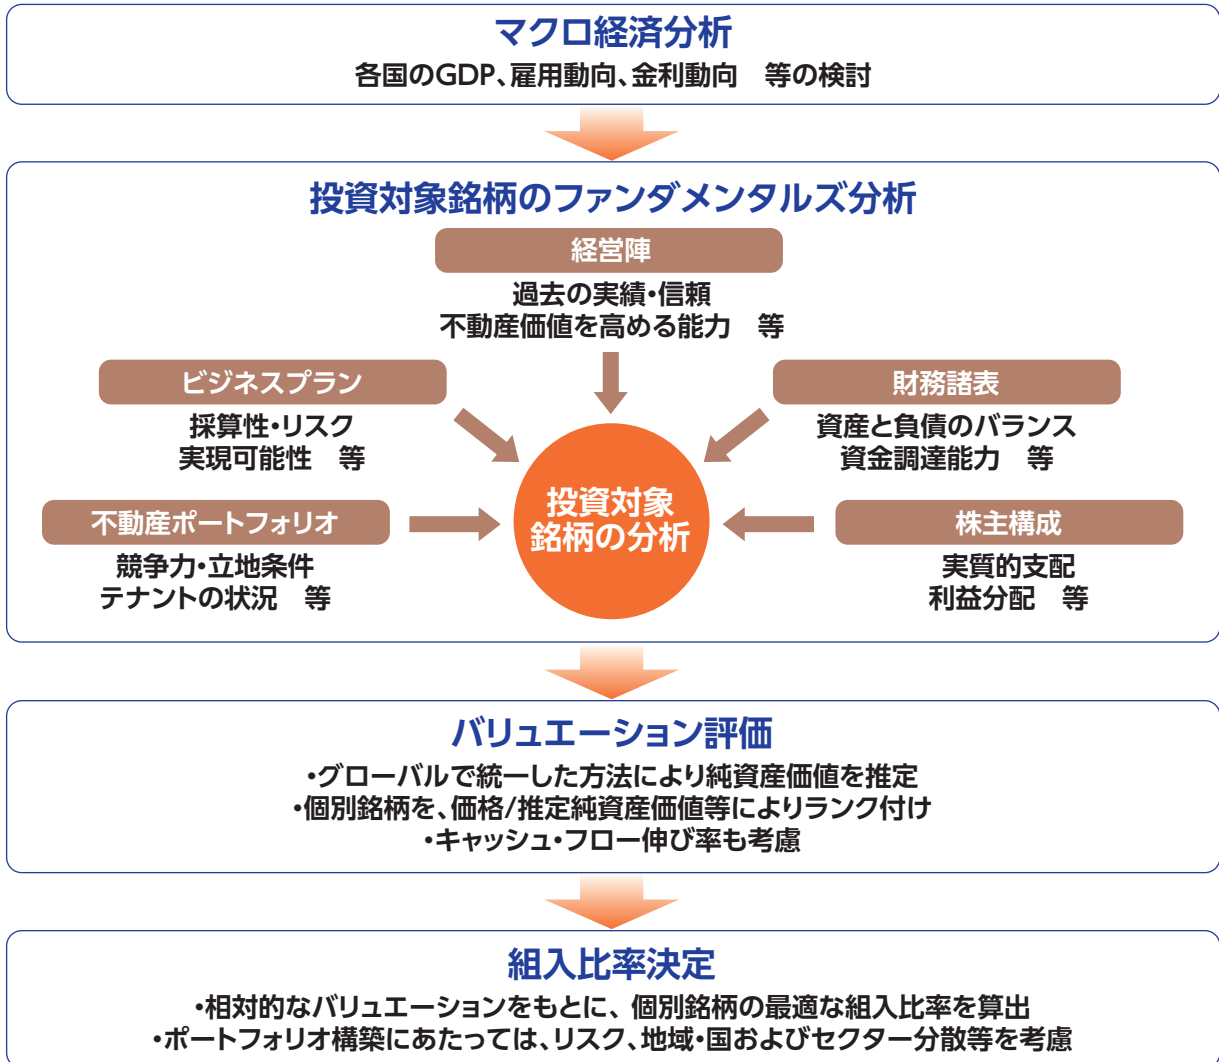 マクロ経済分析
各国のGDP、雇用動向、金利動向　等の検討
投資対象銘柄のファンダメンタルズ分析
経営陣
過去の実績・信頼
不動産価値を高める能力　等
ビジネスプラン
採算性・リスク
実現可能性　等
財務諸表
資産と負債のバランス
資金調達能力　等
不動産ポートフォリオ
競争力・立地条件
テナントの状況　等
投資対象
銘柄の分析
株主構成
実質的支配
利益分配　等
バリュエーション評価
・グローバルで統一した方法により純資産価値を推定
・個別銘柄を、価格/推定純資産価値等によりランク付け
・キャッシュ・フロー伸び率も考慮
組入比率決定
・相対的なバリュエーションをもとに、個別銘柄の最適な組入比率を算出
・ポートフォリオ構築にあたっては、リスク、地域・国およびセクター分散等を考慮